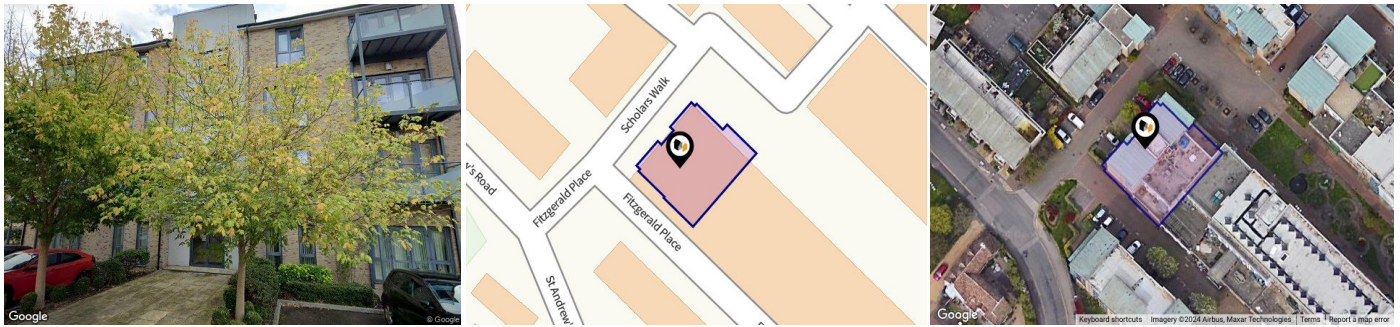 Google
© Google
Scholars Walk
Fitzgerald Place
Fitzgerald Place
v's Road
St Andrew'
Google
Keyboard shortcuts
Imagery ©2024 Airbus, Maxar Technologies
Terms
Report a map error